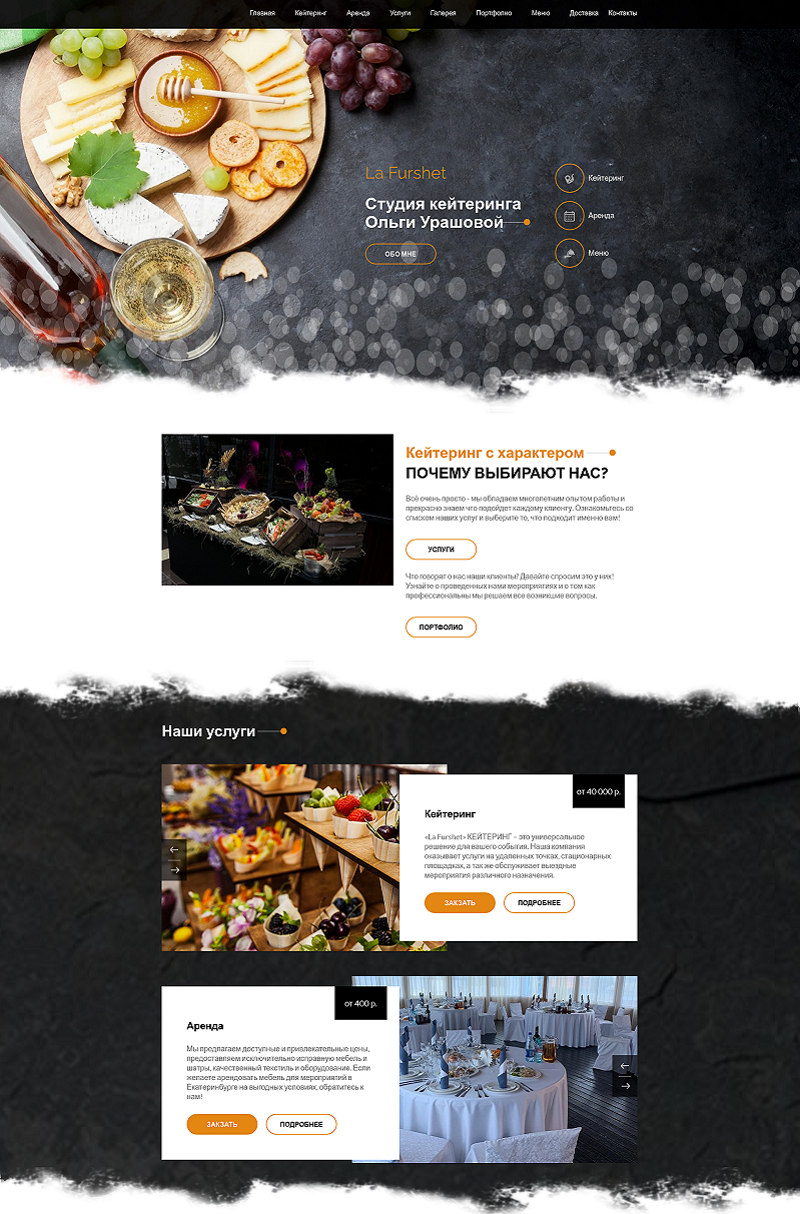 Главная Кейтеринг Аренда Услуги Галерея Портфолио Меню Доставка Контакты
La Furshet
Студия кейтеринга
Ольги Урашовой
ОБО МНЕ
Кейтеринг
Аренда
Меню
Кейтеринг с характером
ПОЧЕМУ ВЫБИРАЮТ НАС?
Всё очень просто - мы обладаем многолетним опытом работы и
прекрасно знаем что подойдет каждому клиенту. Ознакомьтесь со
списком наших услуг и выберите то, что подходит именно вам!
УСЛУГИ
Что говорят о нас наши клиенты? Давайте спросим это у них!
Узнайте о проведенных нами мероприятиях и о том как
профессиональны мы решаем все возникшие вопросы.
ПОРТФОЛИО
Наши услуги
от 40 000 р.
Кейтеринг
«La Furshet» КЕЙТЕРИНГ – это универсальное
решение для вашего события. Наша компания
оказывает услуги на удаленных точках, стационарных
площадках, а так же обслуживает выездные
мероприятия различного назначения.
ЗАКЗАТЬ ПОДРОБНЕЕ
от 400 р.
Аренда
Мы предлагаем доступные и привлекательные цены,
предоставляем исключительно исправную мебель и
шатры, качественный текстиль и оборудование. Если
желаете арендовать мебель для мероприятий в
Екатеринбурге на выгодных условиях, обратитесь к
нам!
ЗАКЗАТЬ ПОДРОБНЕЕ